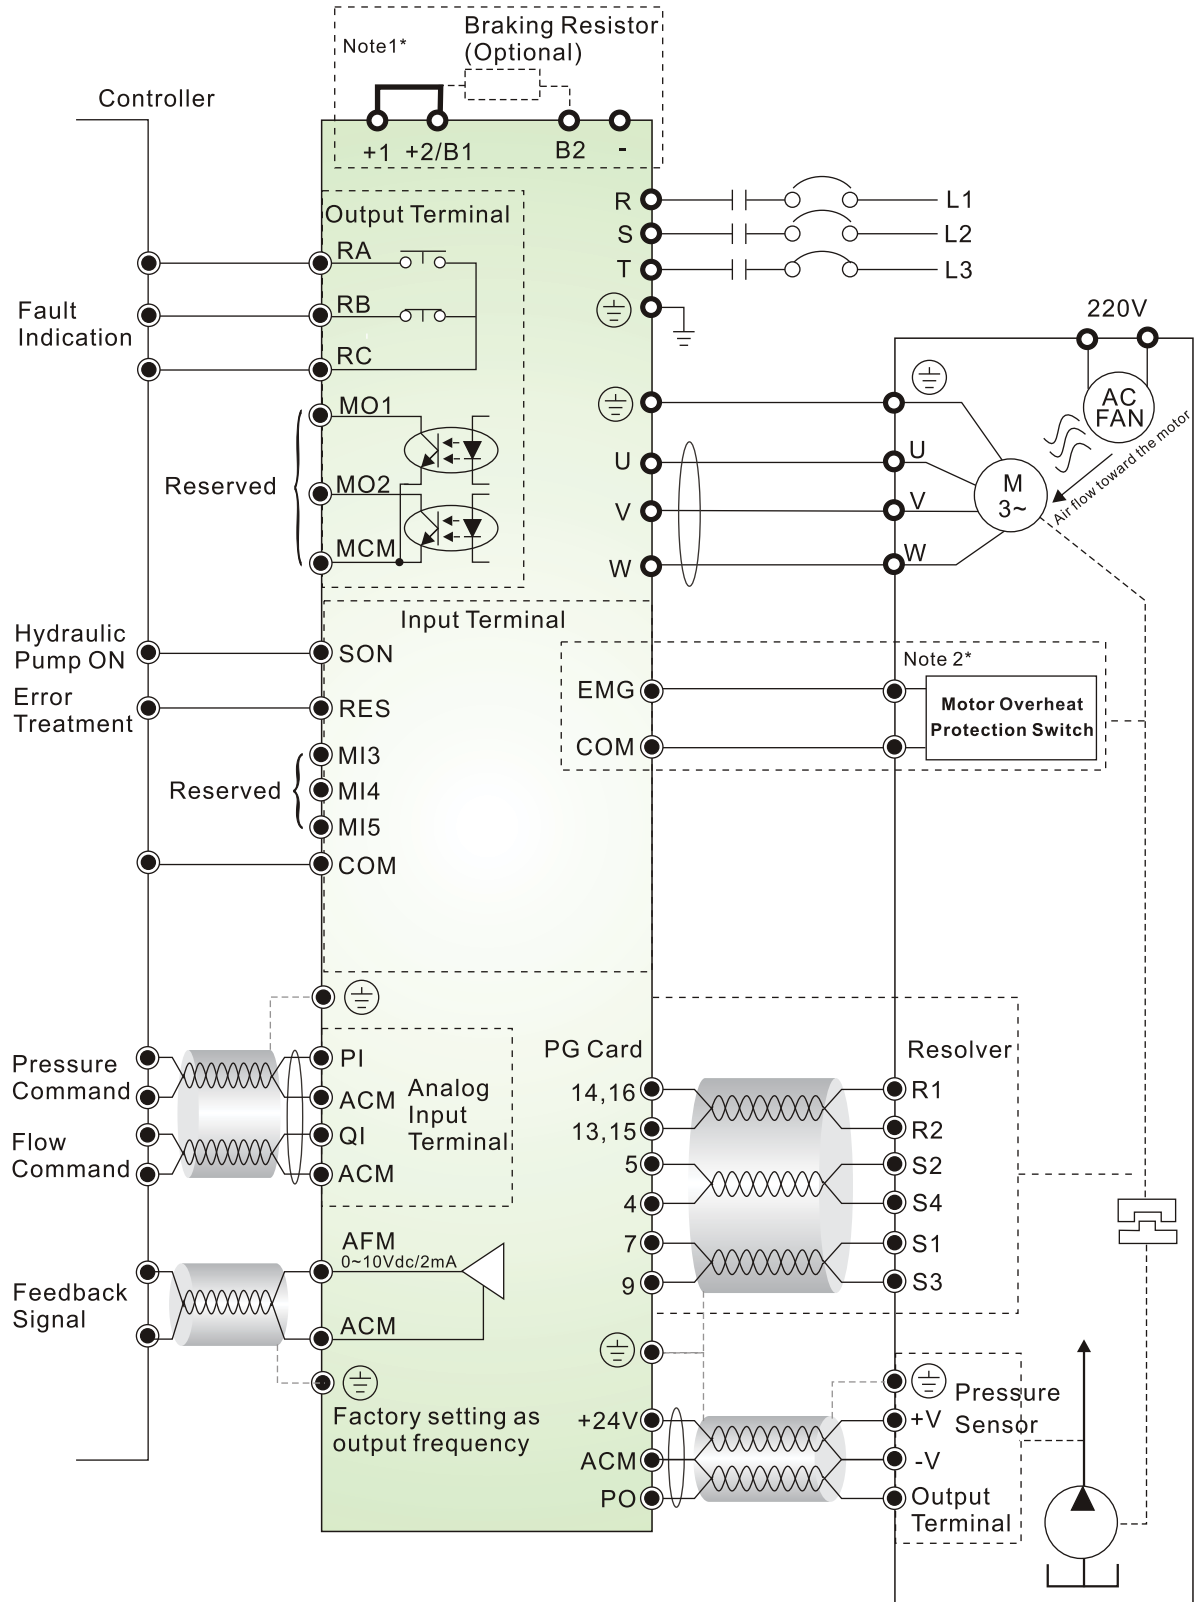 Braking Resistor
(Optional)
Note1*
Controller
+1 +2/B1 B2 -
R
L1
S
L2
T
L3
Output Terminal
RA
RB
RC
Fault
Indication
220V
AC
FAN
Air flow toward the motor
MO1
MO2
MCM
Reserved
U
V
W
U
V
W
M
3~
Input Terminal
Hydraulic
Pump ON
SON
Error
Treatment
RES
MI3
MI4
MI5
Reserved
COM
EMG
COM
Note 2*
Motor Overheat
Protection Switch
Pressure
Command
Flow
Command
PI
ACM
QI
ACM
Analog
Input
Terminal
PG Card
14,16
13,15
5
4
7
9
Resolver
R1
R2
S2
S4
S1
S3
Feedback
Signal
AFM
0~10Vdc/2mA
ACM
Factory setting as
output frequency
+24V
ACM
PO
Pressure
Sensor
+V
-V
Output
Terminal